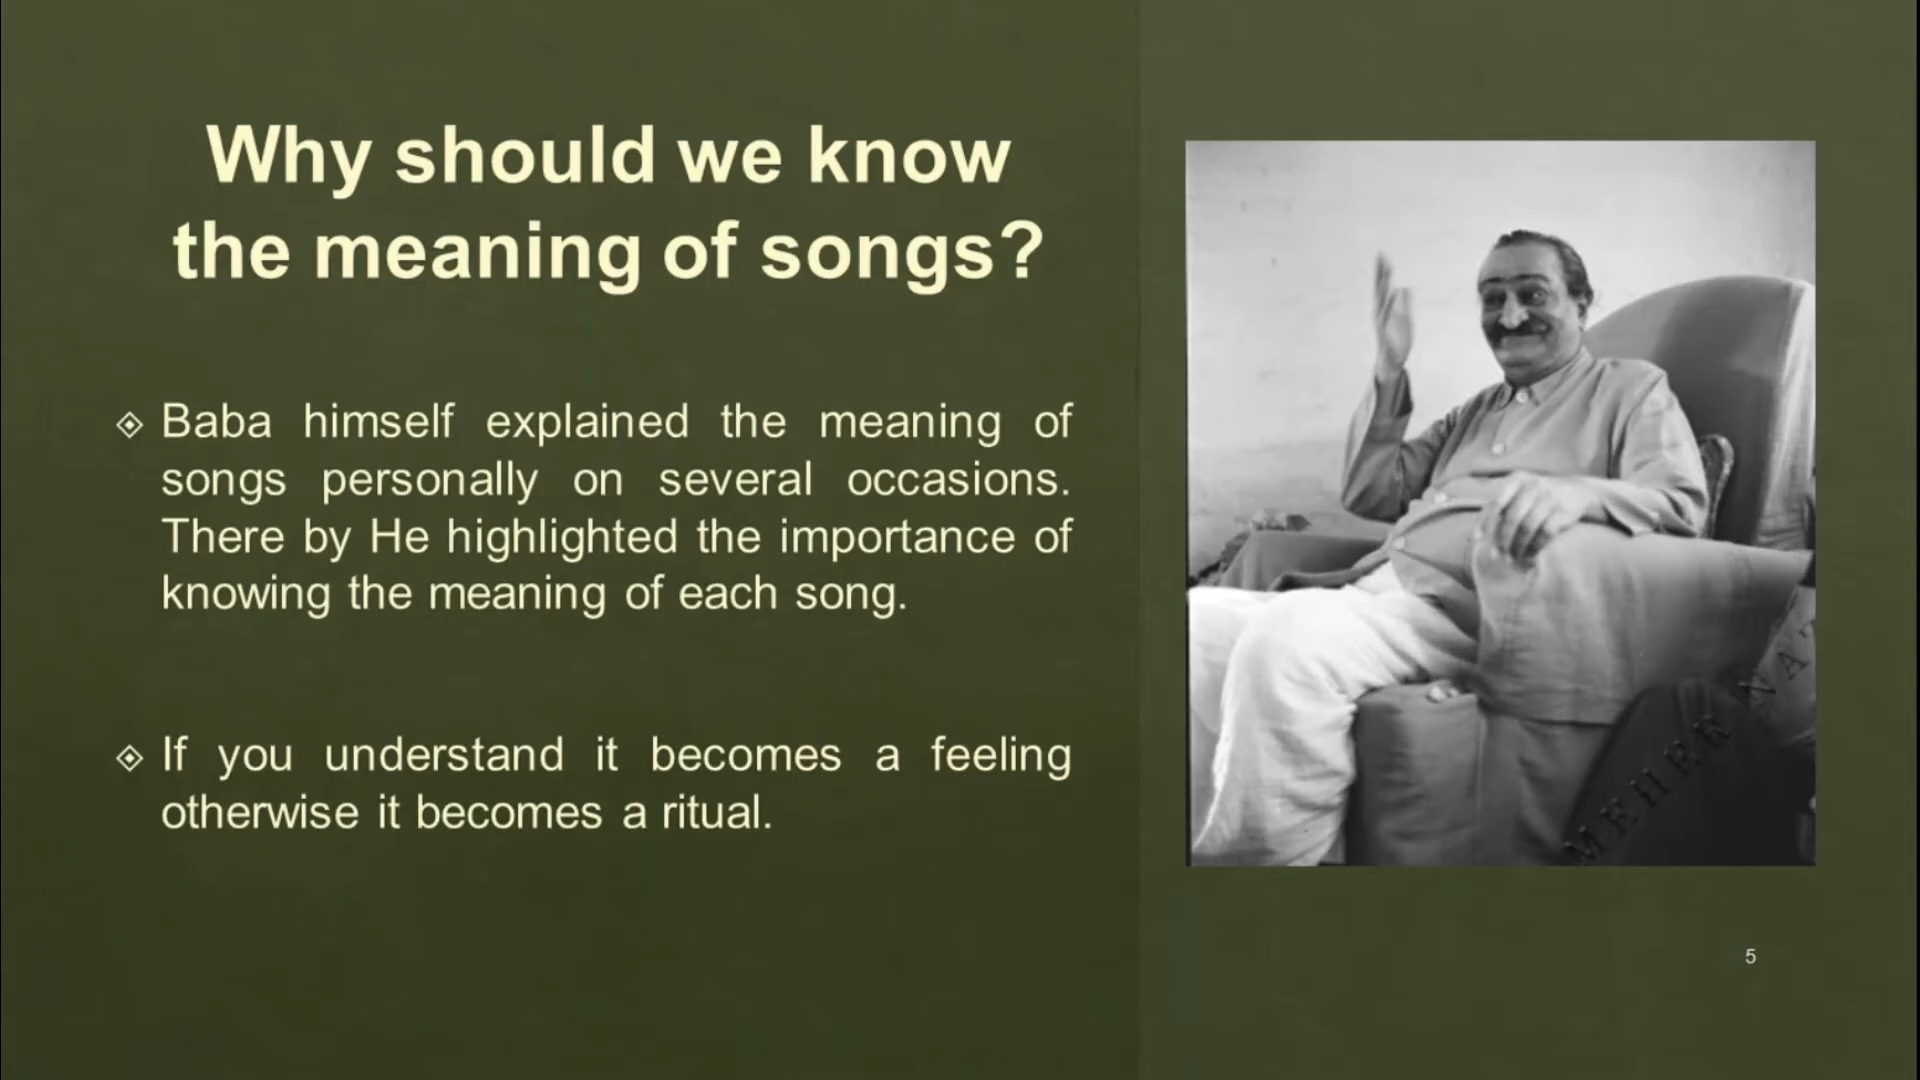 Why should we know
the meaning of songs?
Baba himself explained the meaning of
songs personally on several occasions.
There by He highlighted the importance of
knowing the meaning of each song.
If you understand it becomes a feeling
otherwise it becomes a ritual.
MEHER NAT
5